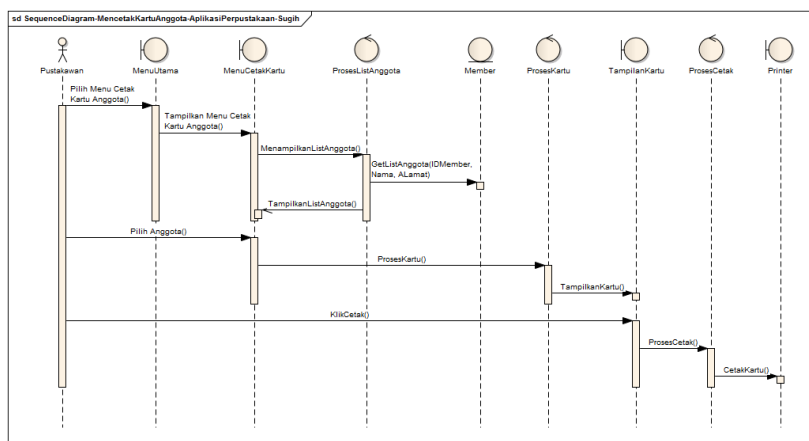 sd SequenceDiagram-MencetakKartuAnggota-AplikasiPerpustakaan-Sugih
Pustakawan
MenuUtama
MenuCetakKartu
ProsesListAnggota
Member
ProsesKartu
TampilanKartu
ProsesCetak
Printer
Pilih Menu Cetak
Kartu Anggota()
Tampilkan Menu Cetak
Kartu Anggota()
MenampilkanListAnggota()
GetListAnggota(IDMember,
Nama, ALamat)
TampilkanListAnggota()
Pilih Anggota()
ProsesKartu()
TampilkanKartu()
KlikCetak()
ProsesCetak()
CetakKartu()